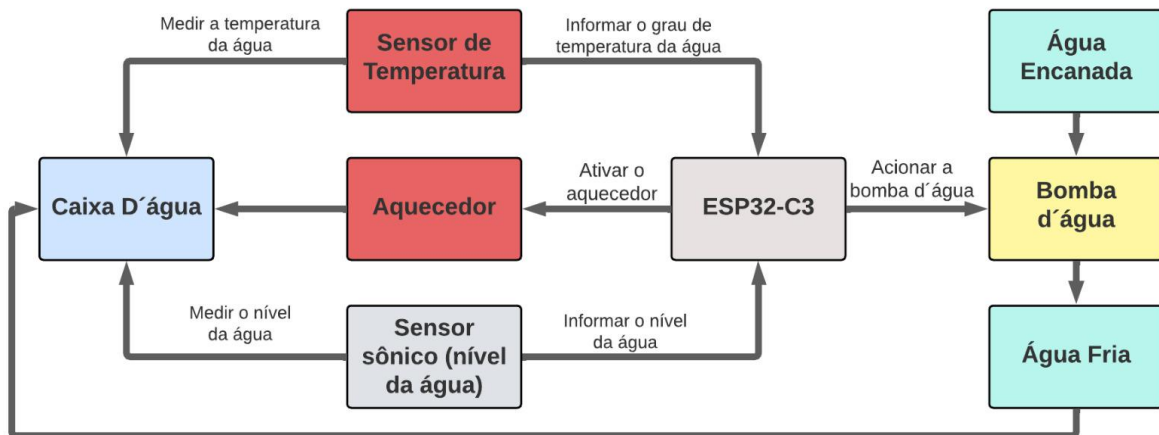 Medir a temperatura
da água
Sensor de
Temperatura
Informar o grau de
temperatura da água
Água
Encanada
Caixa D´água
Aquecedor
Ativar o
aquecedor
ESP32-C3
Acionar a
bomba d´água
Bomba
d´água
Medir o nível
da água
Sensor
sônico (nível
da água)
Informar o nível
da água
Água Fria